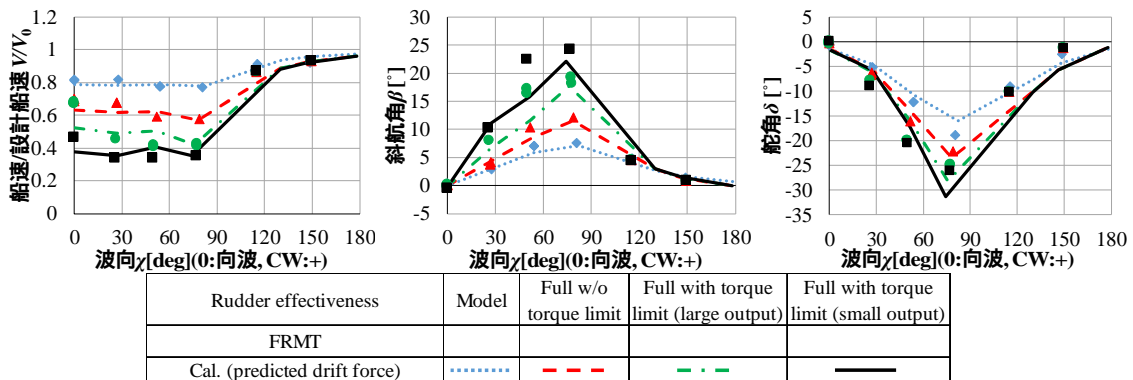 1.2
1
0.8
0.6
0.4
0.2
0
0 30 60 90 120 150 180
船速/設計船速 V/V0
波向χ[deg](0:向波, CW:+)
30
25
20
15
10
5
0
-5
0 30 60 90 120 150 180
斜航角β [°]
波向χ[deg](0:向波, CW:+)
5
0
-5
-10
-15
-20
-25
-30
-35
0 30 60 90 120 150 180
舵角δ [°]
波向χ[deg](0:向波, CW:+)
Rudder effectiveness Model Full w/o torque limit Full with torque limit (large output) Full with torque limit (small output)
FRMT
Cal. (predicted drift force)